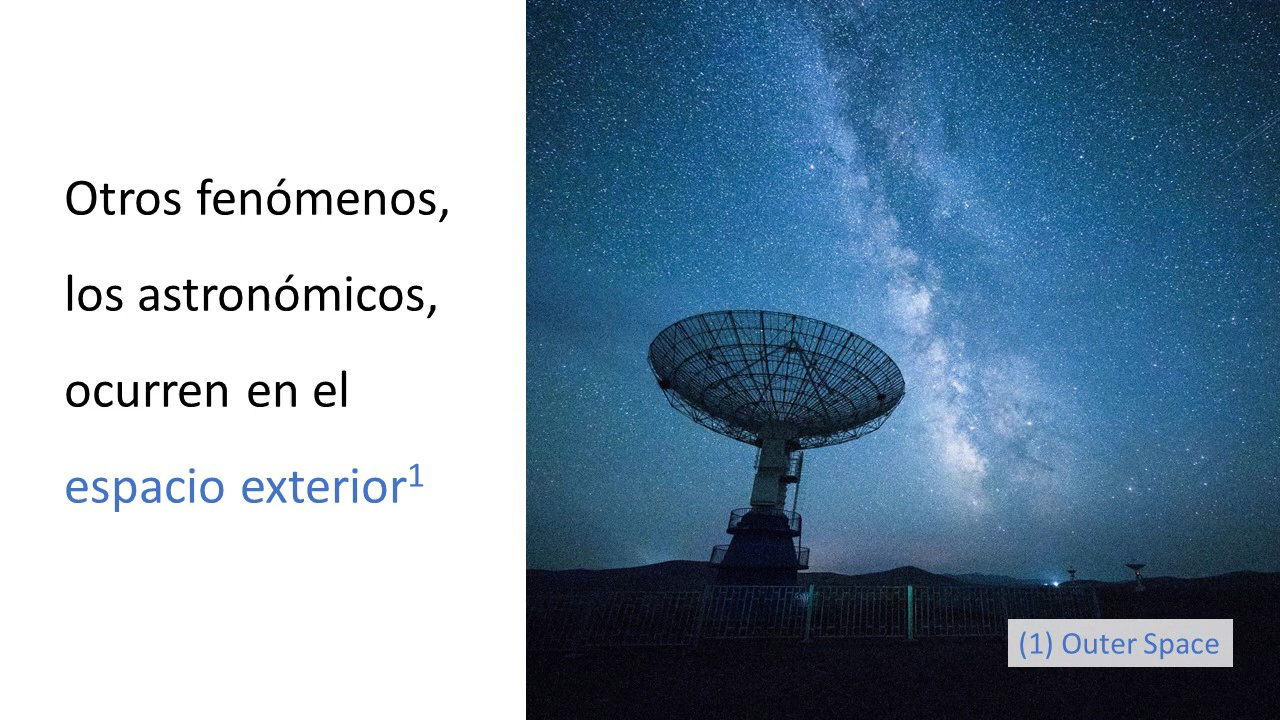 Otros fenómenos,
los astronómicos,
ocurren en el
espacio exterior¹
(1) Outer Space